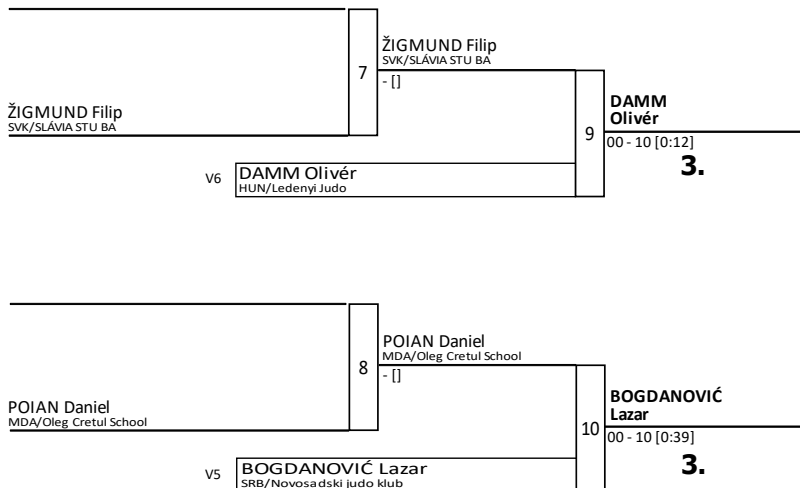 ŽIGMUND Filip
SVK/SLÁVIA STU BA
7
- []
DAMM
Olivér
ŽIGMUND Filip
SVK/SLÁVIA STU BA
9
00 - 10 [0:12]
3.
V6
DAMM Olivér
HUN/Ledenyi Judo
POIAN Daniel
MDA/Oleg Cretul School
8
- []
BOGDANOVIĆ
Lazar
POIAN Daniel
MDA/Oleg Cretul School
10
00 - 10 [0:39]
3.
V5
BOGDANOVIĆ Lazar
SRB/Novosadski judo klub